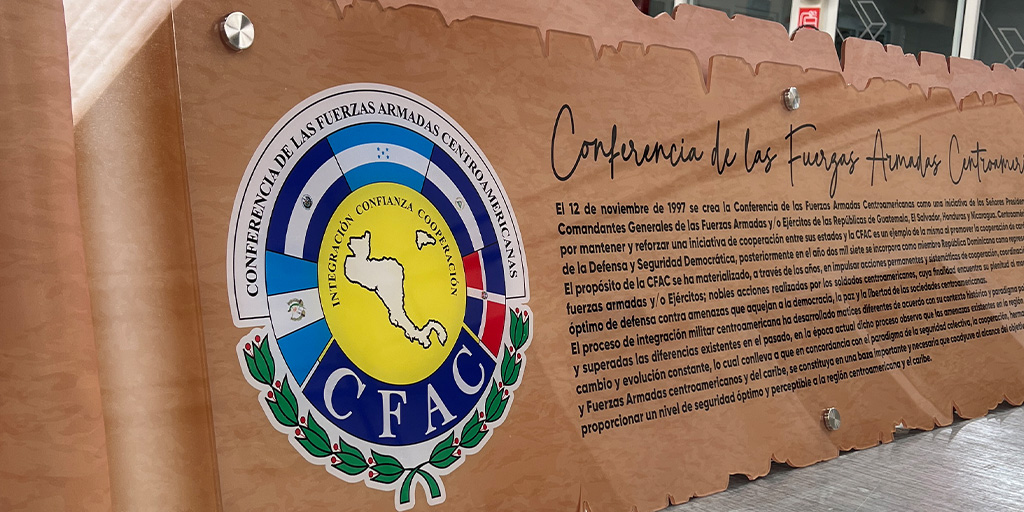 CONFERENCIA DE LAS FUERZAS ARMADAS CENTROAMERICANAS
INTEGRACIÓN CONFIANZA COOPERACIÓN
CFAC
Conferencia de las Fuerzas Armadas
El 12 de noviembre de 1997 se crea la Conferencia de las Fuerzas Armadas Centroamericanas como una iniciativa de los Señores
Comandantes Generales de las Fuerzas Armadas y/o Ejércitos de las Repúblicas de Guatemala, El Salvador, Honduras y Nicaragua,
por mantener y reforzar una iniciativa de cooperación entre sus estados y la CFAC es un ejemplo de la misma al promover la cooperación
de la Defensa y Seguridad Democrática, posteriormente en el año dos mil siete se incorpora como miembro República Dominicana como
El propósito de la CFAC se ha materializado, a través de los años, en impulsar acciones permanentes y sistemáticas de cooperación,
fuerzas armadas y/o Ejércitos; nobles acciones realizadas por los soldados centroamericanos, cuya finalidad encuentra su plenitud
óptimo de defensa contra amenazas que aquejan a la democracia, la paz y la libertad de las sociedades centroamericanas.
El proceso de integración militar centroamericana ha desarrollado matices diferentes de acuerdo con su contexto histórico y paradigma
y superadas las diferencias existentes en el pasado, en la época actual dicho proceso observa que las amenazas existentes en la región
cambio y evolución constante, lo cual conlleva a que en concordancia con el paradigma de la seguridad colectiva, la cooperación,
y Fuerzas Armadas centroamericanos y del caribe, se constituya en una baza importante y necesaria que coadyuve al alcance del
proporcionar un nivel de seguridad óptimo y perceptible a la región centroamericana y el caribe.